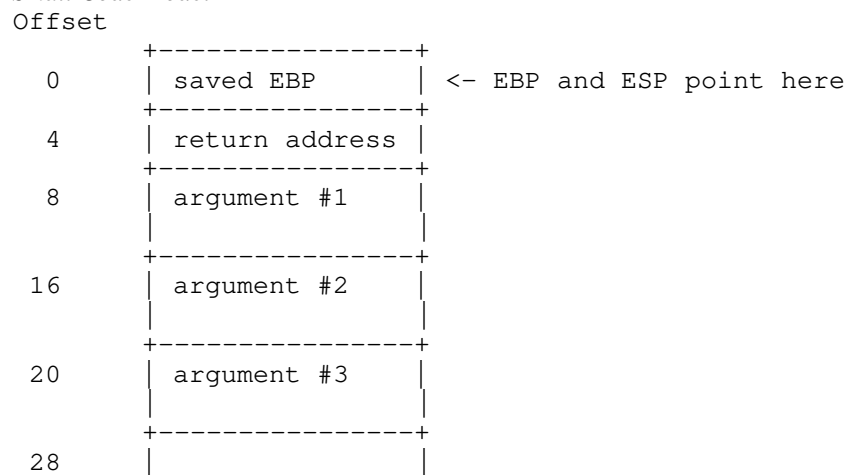 Offset
0 saved EBP <- EBP and ESP point here
4 return address
8 argument #1
16 argument #2
20 argument #3
28